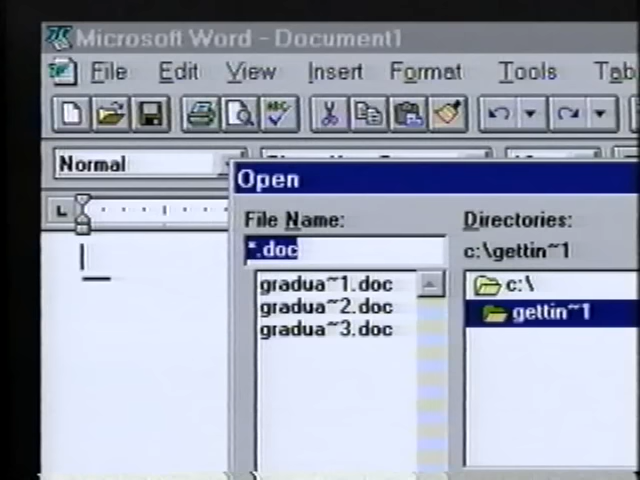 Microsoft Word - Document1
File Edit View Insert Format Tools
ABC
Normal
Open
File Name:
*.doc
gradua~1.doc
gradua~2.doc
gradua~3.doc
Directories:
c:\gettin~1
c:\
gettin~1